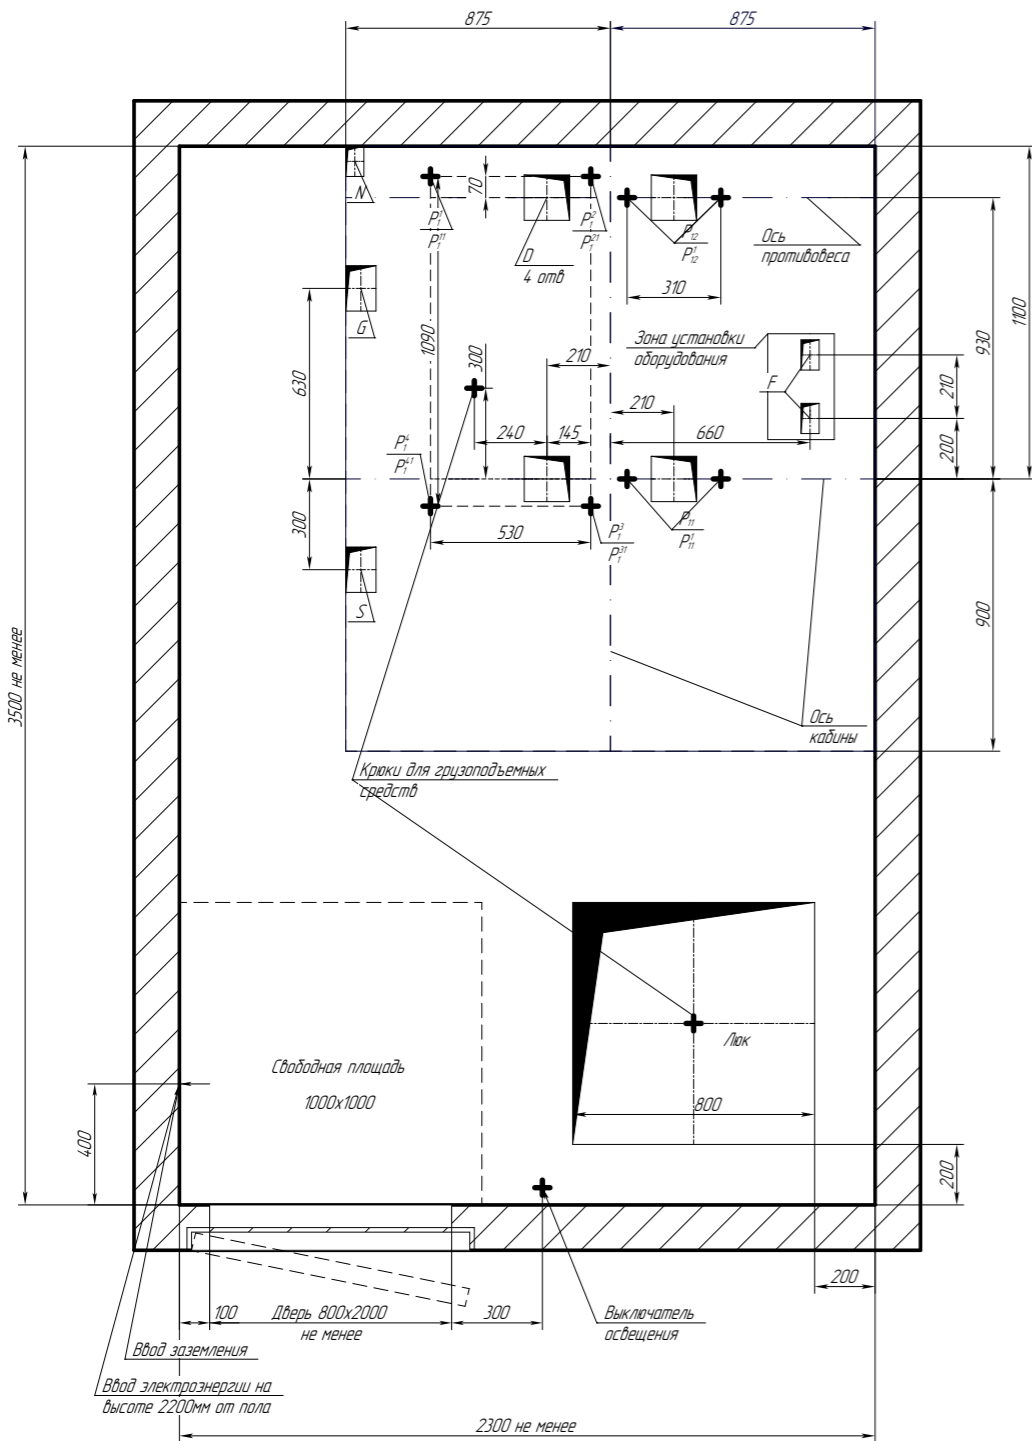 875
875
N
70
P₁¹
P₁¹¹
P₁²
P₁²¹
D
4 отв
P₁₂
P¹₁₂
310
Ось
противовеса
1100
930
G
1090
300
210
Зона установки
оборудования
F
210
630
210
240
145
660
200
P₁⁴
P₁⁴¹
300
530
P₁³
P₁³¹
P₁₁
P¹₁₁
S
900
3500 не менее
Ось
кабины
Крюки для грузоподъемных
средств
Свободная площадь
1000х1000
Люк
800
400
200
200
100
Дверь 800х2000
не менее
300
Выключатель
освещения
Ввод заземления
Ввод электроэнергии на
высоте 2200мм от пола
2300 не менее